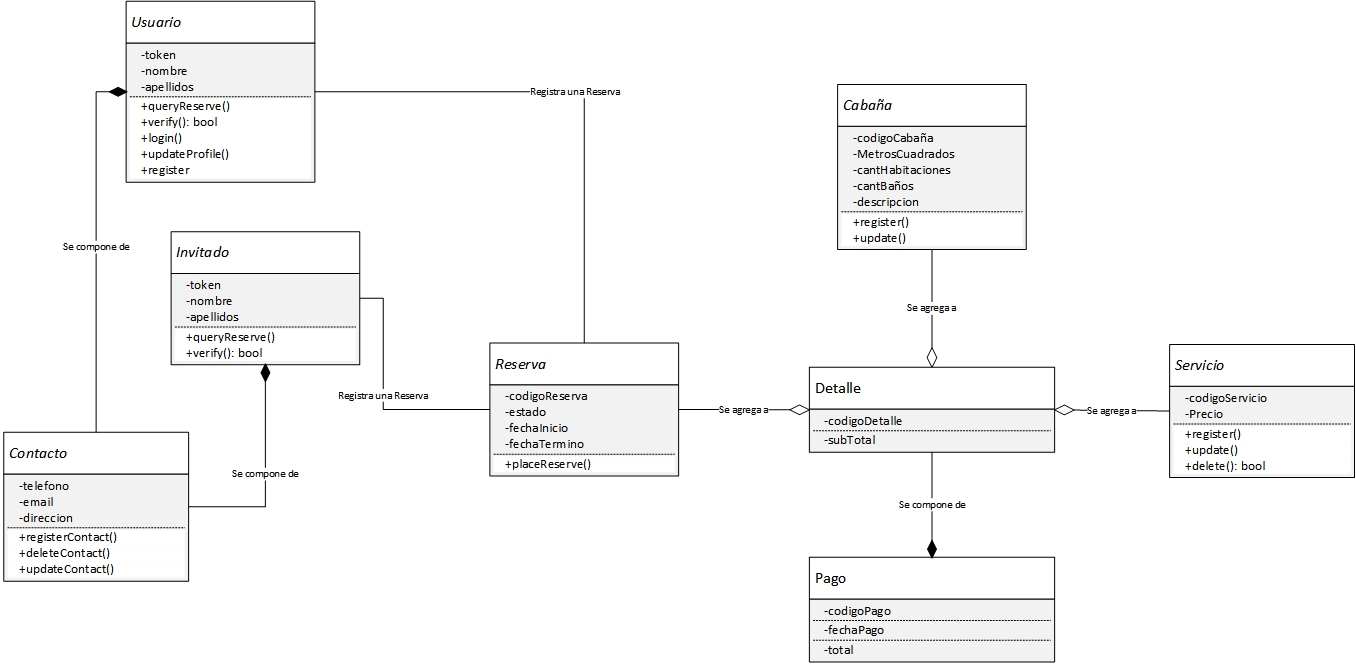 Usuario
-token
-nombre
-apellidos
+queryReserve()
+verify(): bool
+login()
+updateProfile()
+register
Registra una Reserva
Cabaña
-codigoCabaña
-MetrosCuadrados
-cantHabitaciones
-cantBaños
-descripcion
+register()
+update()
Se compone de
Invitado
-token
-nombre
-apellidos
+queryReserve()
+verify(): bool
Se agrega a
Registra una Reserva
Reserva
-codigoReserva
-estado
-fechaInicio
-fechaTermino
+placeReserve()
Se agrega a
Detalle
-codigoDetalle
-subTotal
Se agrega a
Servicio
-codigoServicio
-Precio
+register()
+update()
+delete(): bool
Contacto
-telefono
-email
-direccion
+registerContact()
+deleteContact()
+updateContact()
Se compone de
Se compone de
Pago
-codigoPago
-fechaPago
-total